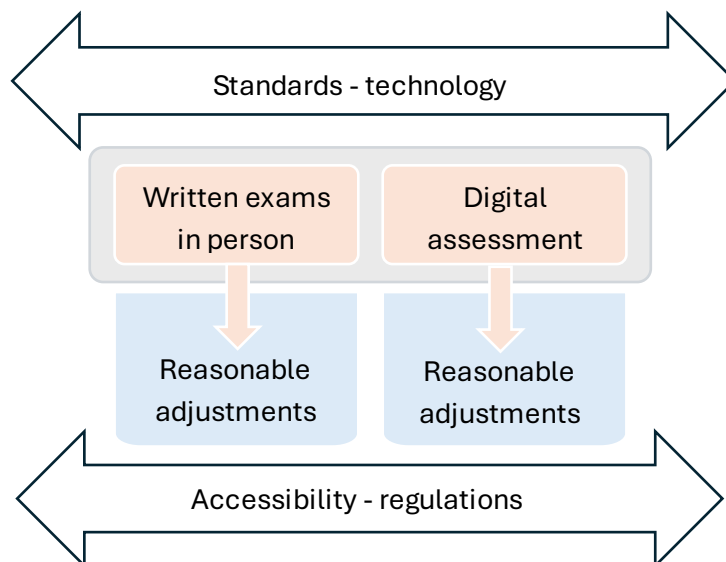 Standards - technology
Written exams
in person
Digital
assessment
Reasonable
adjustments
Reasonable
adjustments
Accessibility - regulations